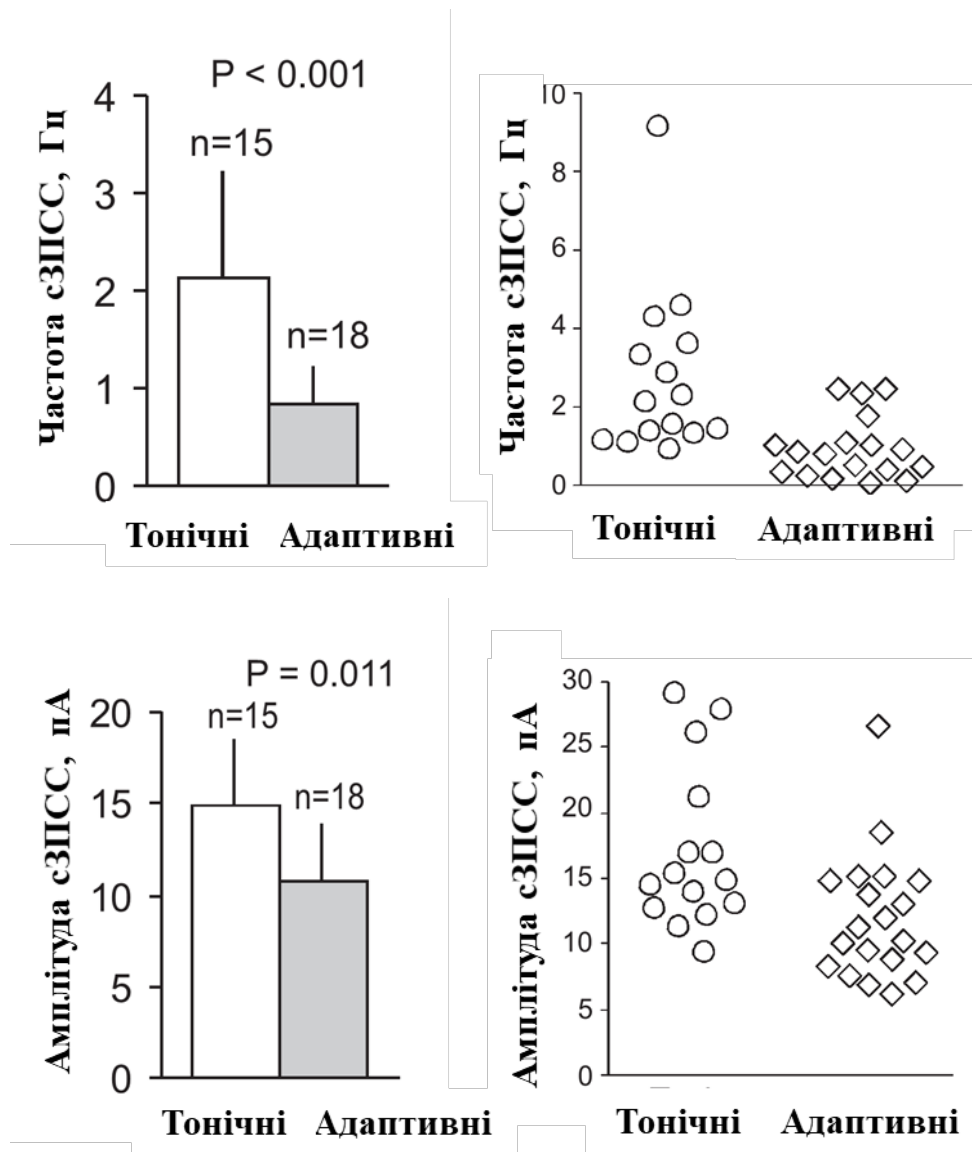 P < 0.001
4
3
2
1
0
n=15
n=18
Частота сЗПСС, Гц
Тонічні Адаптивні
10
8
6
4
2
0
Частота сЗПСС, Гц
Тонічні Адаптивні
P = 0.011
20
15
10
5
0
n=15
n=18
Амплітуда сЗПСС, пА
Тонічні Адаптивні
30
25
20
15
10
5
0
Амплітуда сЗПСС, пА
Тонічні Адаптивні